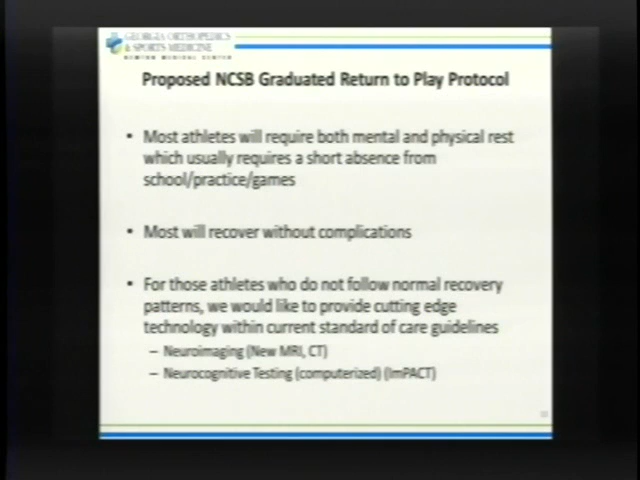 GEORGIA ORTHOPEDICS
& SPORTS MEDICINE
NEWTON MEDICAL CENTER
Proposed NCSB Graduated Return to Play Protocol
• Most athletes will require both mental and physical rest
which usually requires a short absence from
school/practice/games
• Most will recover without complications
• For those athletes who do not follow normal recovery
patterns, we would like to provide cutting edge
technology within current standard of care guidelines
– Neuroimaging (New MRI, CT)
– Neurocognitive Testing (computerized) (ImPACT)